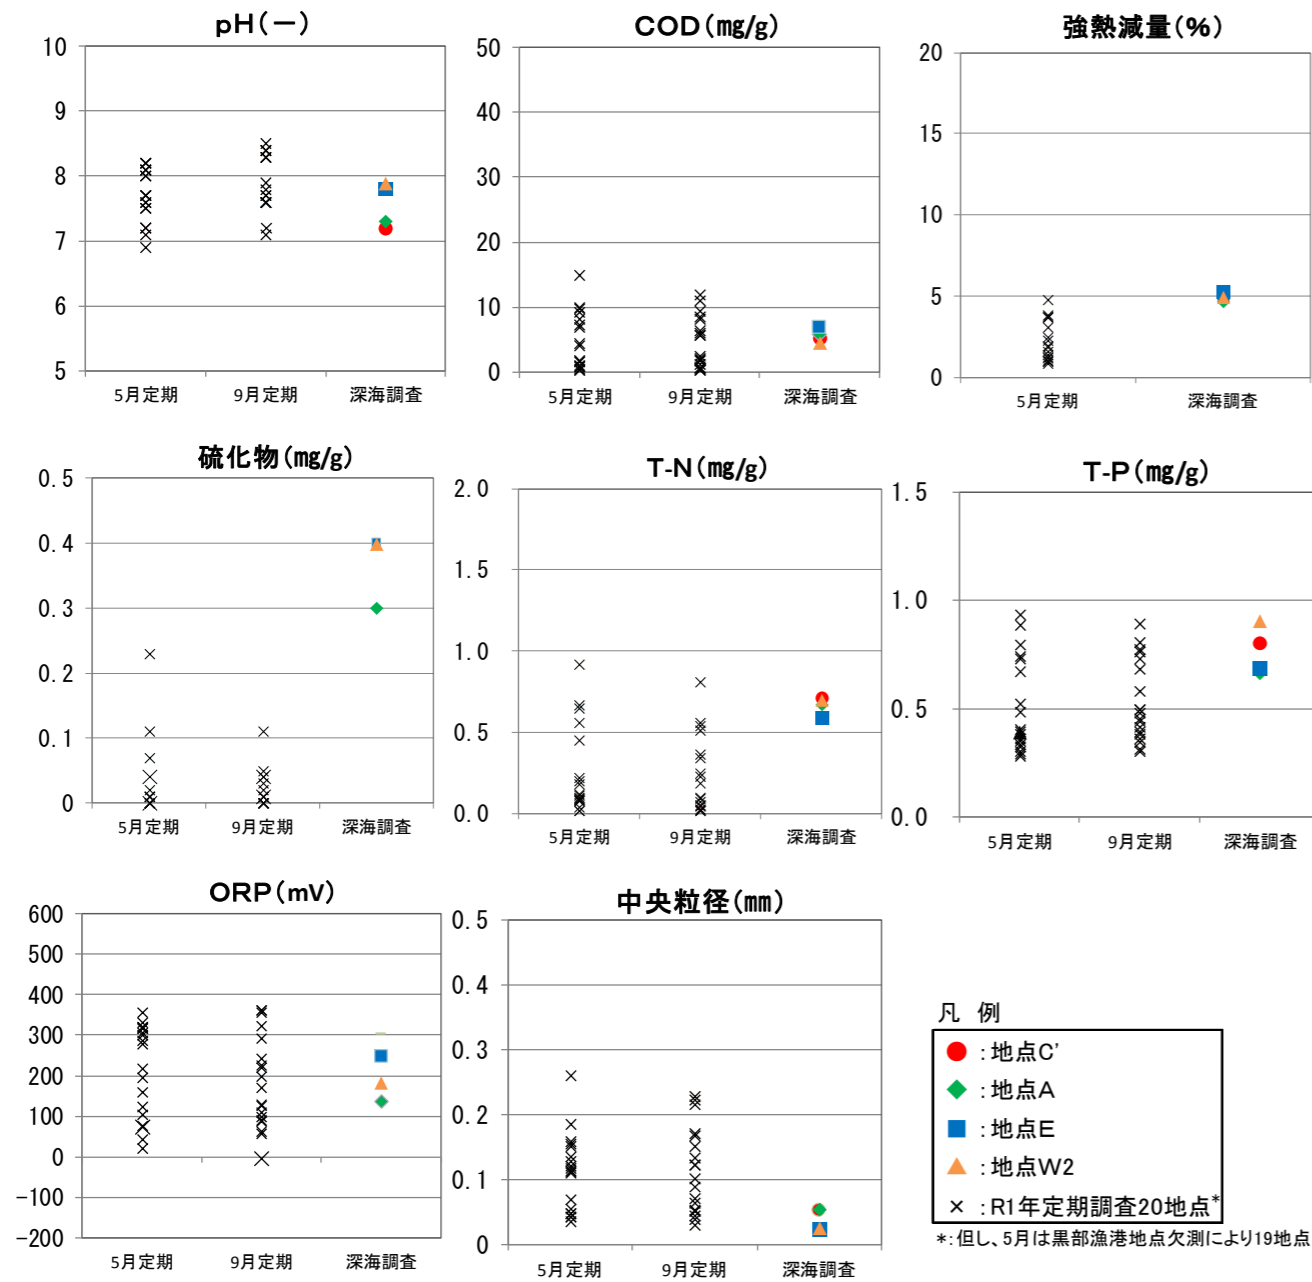 pH(－)
10
9
8
7
6
5
5月定期 9月定期 深海調査
COD(㎎/g)
50
40
30
20
10
0
5月定期 9月定期 深海調査
強熱減量(%)
20
15
10
5
0
5月定期 深海調査
硫化物(㎎/g)
0.5
0.4
0.3
0.2
0.1
0
5月定期 9月定期 深海調査
T-N(㎎/g)
2.0
1.5
1.0
0.5
0.0
5月定期 9月定期 深海調査
T-P(㎎/g)
1.5
1.0
0.5
0.0
5月定期 9月定期 深海調査
ORP(mV)
600
500
400
300
200
100
0
-100
-200
5月定期 9月定期 深海調査
中央粒径(㎜)
0.5
0.4
0.3
0.2
0.1
0
5月定期 9月定期 深海調査
凡 例
:地点C'
:地点A
:地点E
:地点W2
:R1年定期調査20地点*
*:但し、5月は黒部漁港地点欠測により19地点